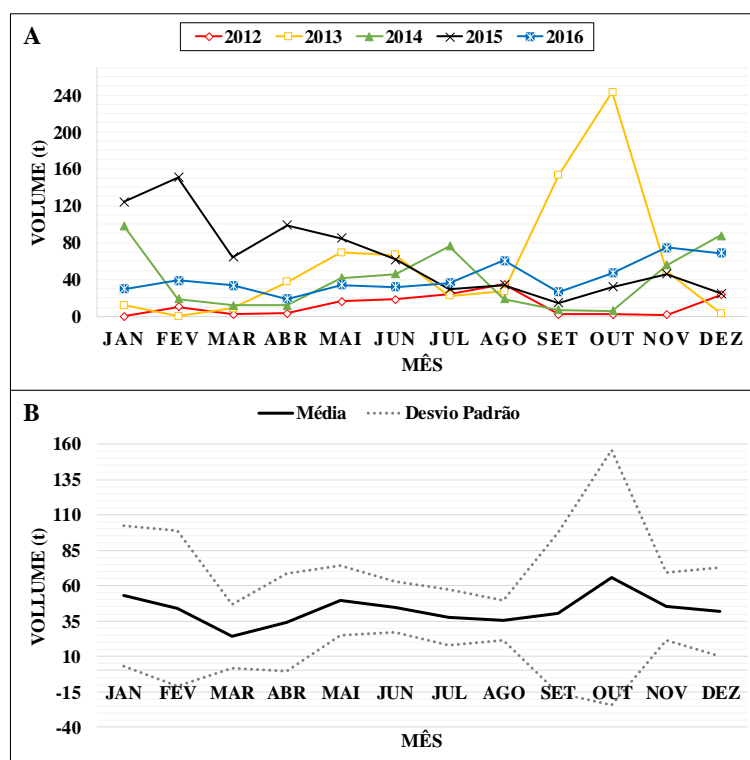 A
2012 2013 2014 2015 2016
VOLUME (t)
240
200
160
120
80
40
0
JAN FEV MAR ABR MAI JUN JUL AGO SET OUT NOV DEZ
MÊS
B
Média Desvio Padrão
VOLLUME (t)
160
135
110
85
60
35
10
-15
-40
JAN FEV MAR ABR MAI JUN JUL AGO SET OUT NOV DEZ
MÊS